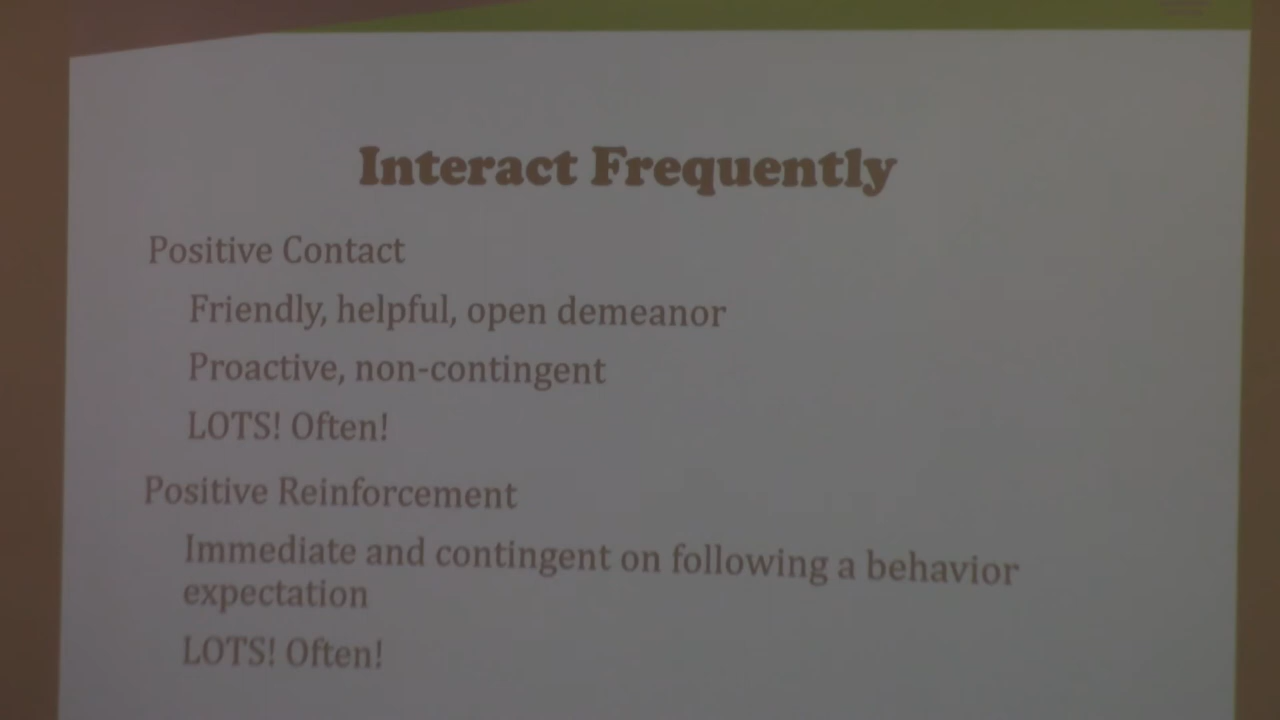 Interact Frequently
Positive Contact
Friendly, helpful, open demeanor
Proactive, non-contingent
LOTS! Often!
Positive Reinforcement
Immediate and contingent on following a behavior
expectation
LOTS! Often!